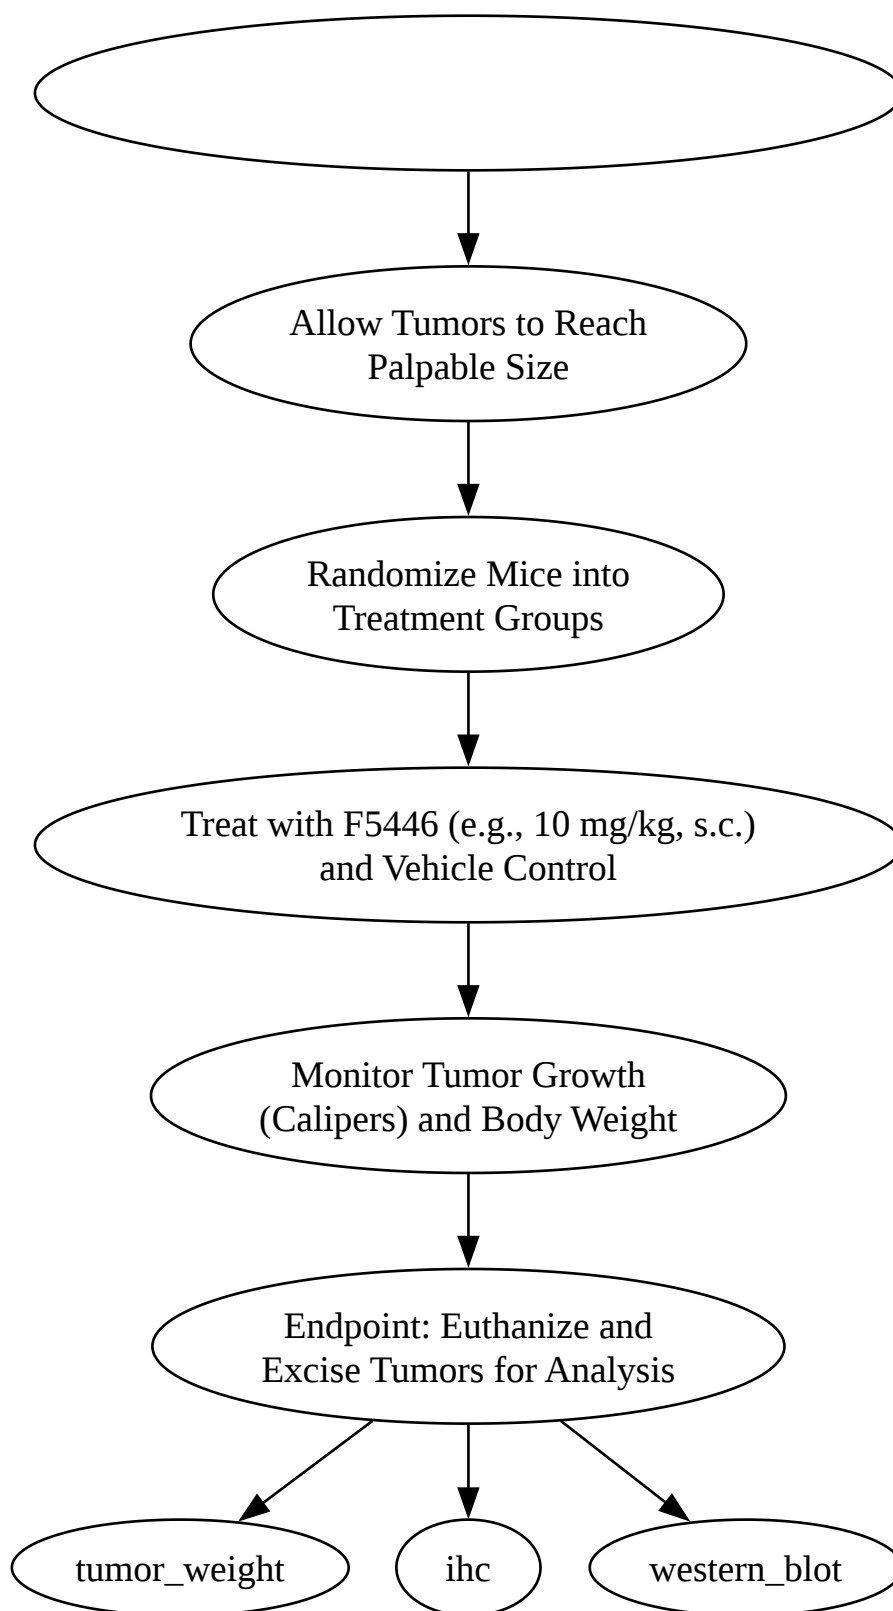 Allow Tumors to Reach
Palpable Size
Randomize Mice into
Treatment Groups
Treat with F5446 (e.g., 10 mg/kg, s.c.)
and Vehicle Control
Monitor Tumor Growth
(Calipers) and Body Weight
Endpoint: Euthanize and
Excise Tumors for Analysis
tumor_weight
ihc
western_blot